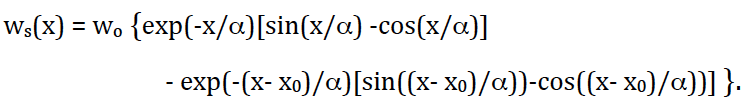 wₛ(x) = wₒ {exp(-x/α)[sin(x/α) -cos(x/α)]
- exp(-(x- x₀)/α)[sin((x- x₀)/α))-cos((x- x₀)/α))] }.